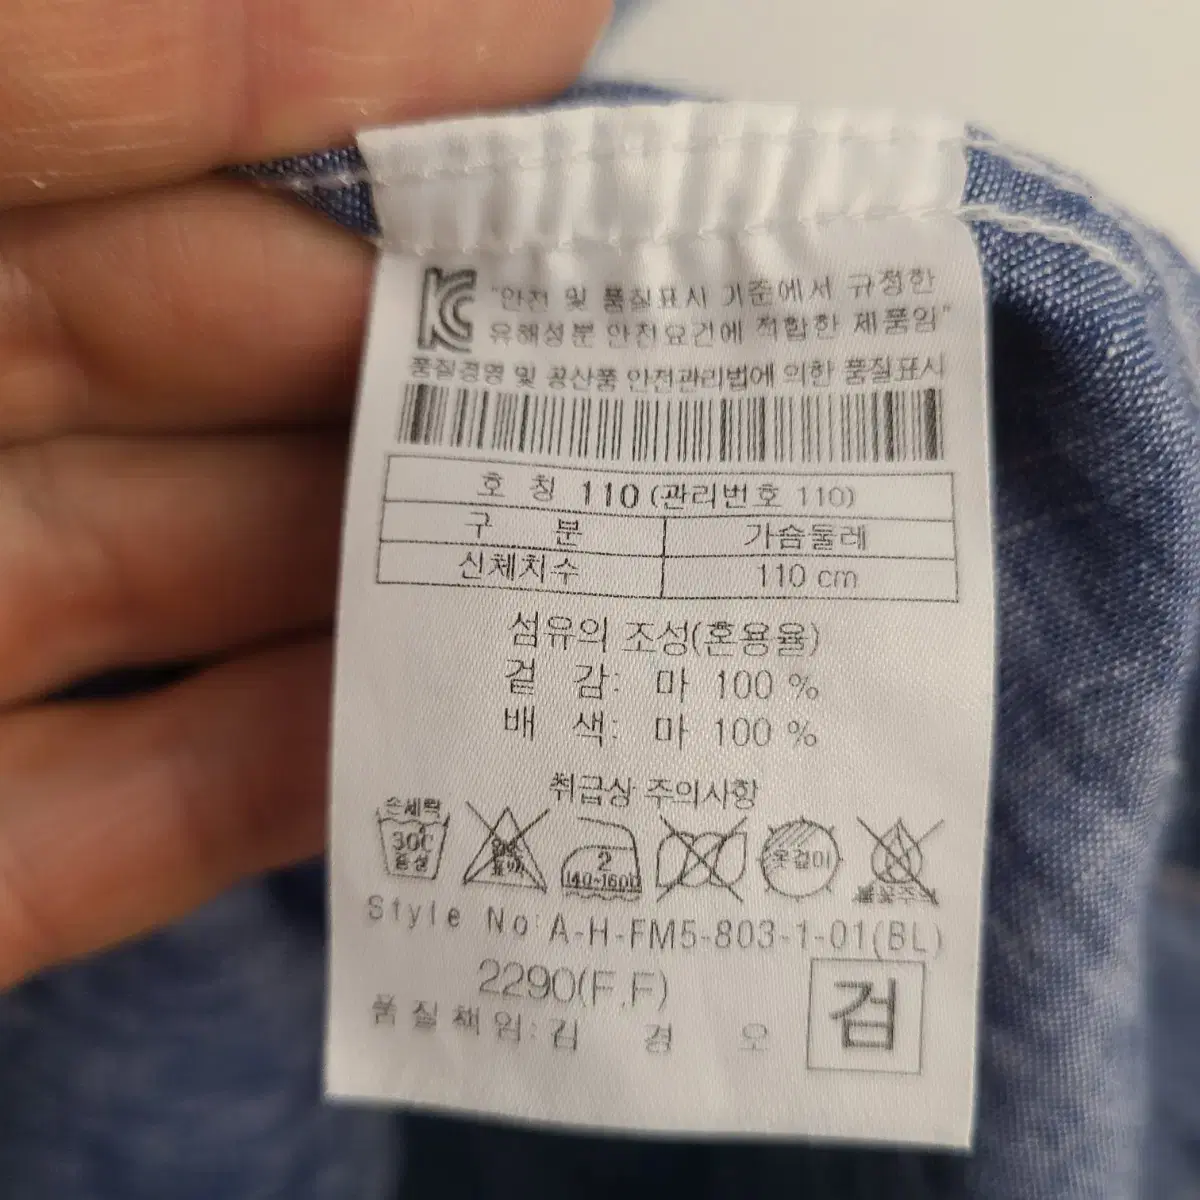 KC "안전 및 품질표시 기준에서 규정한
유해성분 안전요건에 적합한 제품임"
품질경영 및 공산품 안전관리법에 의한 품질표시
호 칭 110 (관리번호 110)
구 분 가슴둘레
신체치수 110 cm
섬유의 조성(혼용율)
겉 감: 마 100 %
배 색: 마 100 %
취급상 주의사항
손세탁
30C
중성
2
140~160C
옷걸이
Style No: A-H-FM5-803-1-01(BL)
2290(F,F)
품질책임: 김 경 오
검